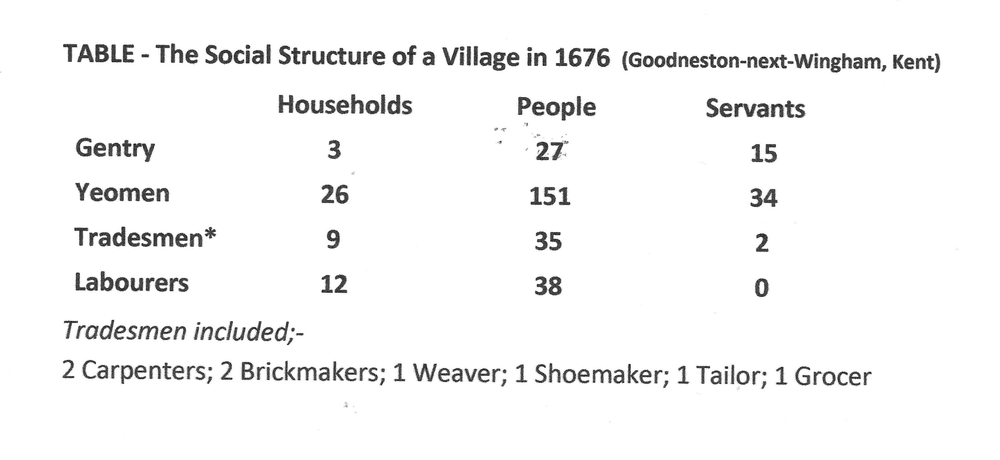 TABLE - The Social Structure of a Village in 1676 (Goodneston-next-Wingham, Kent)
Households People Servants
Gentry 3 27 15
Yeomen 26 151 34
Tradesmen* 9 35 2
Labourers 12 38 0
Tradesmen included;-
2 Carpenters; 2 Brickmakers; 1 Weaver; 1 Shoemaker; 1 Tailor; 1 Grocer